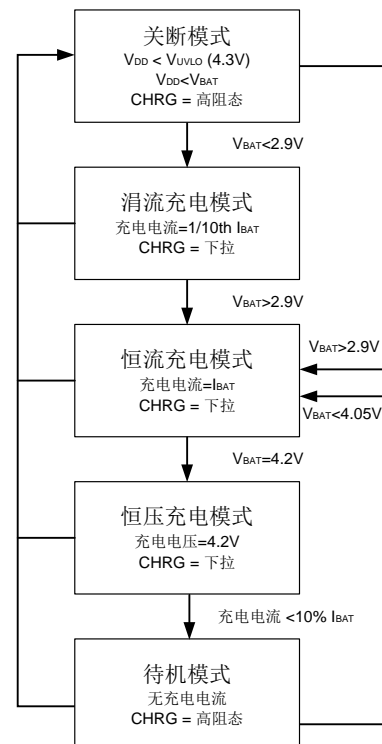 关断模式
VDD < VUVLO (4.3V)
VDD<VBAT
CHRG = 高阻态
VBAT<2.9V
涓流充电模式
充电电流=1/10th IBAT
CHRG = 下拉
VBAT>2.9V
恒流充电模式
充电电流=IBAT
CHRG = 下拉
VBAT>2.9V
VBAT<4.05V
VBAT=4.2V
恒压充电模式
充电电压=4.2V
CHRG = 下拉
充电电流 <10% IBAT
待机模式
无充电电流
CHRG = 高阻态